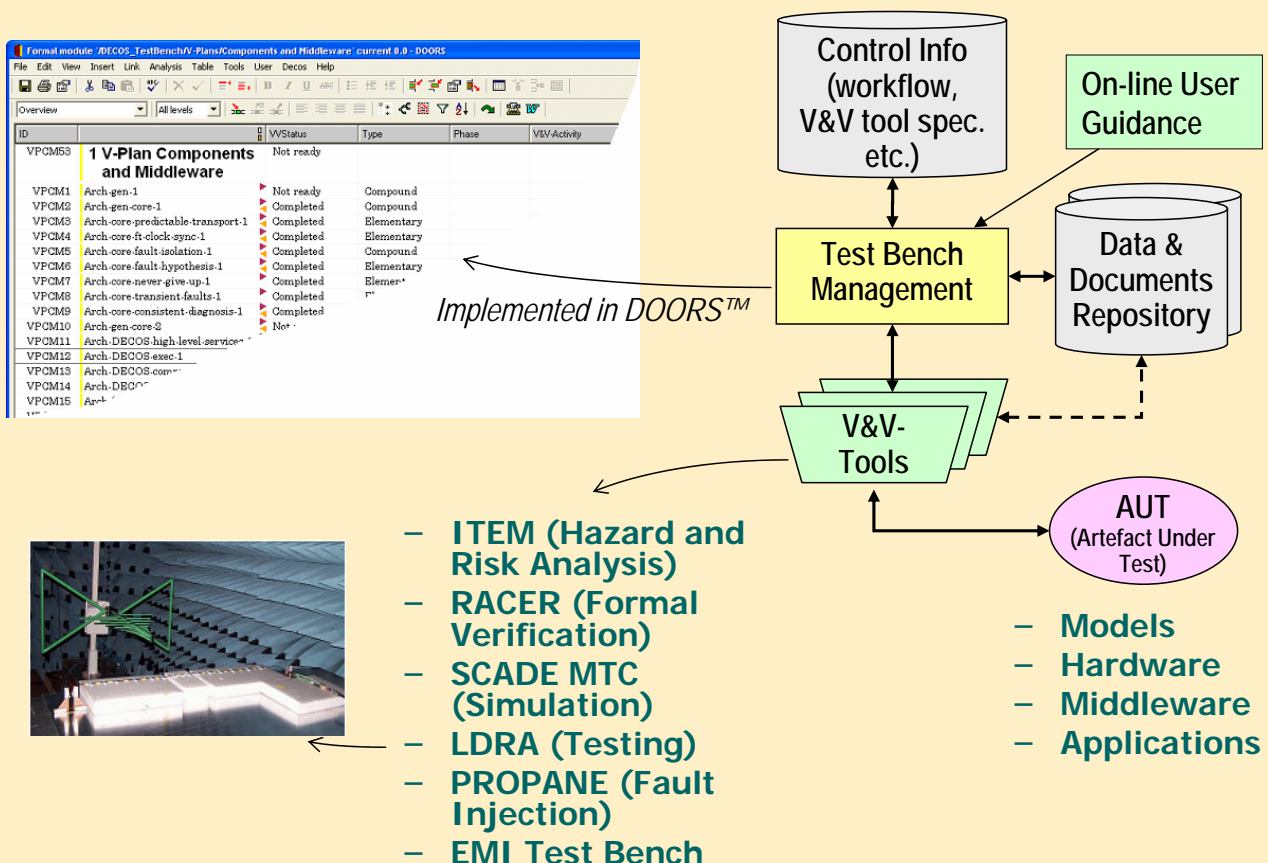 Formal module '/DECOS_TestBench/V-Plans/Components and Middleware' current 0.0 - DOORS
File Edit View Insert Link Analysis Table Tools User Decos Help
Overview All levels
ID VVStatus Type Phase V&V-Activity
VPCM53 1 V-Plan Components Not ready
and Middleware
VPCM1 Arch-gen-1 Not ready Compound
VPCM2 Arch-gen-core-1 Completed Compound
VPCM3 Arch-core-predictable-transport-1 Completed Elementary
VPCM4 Arch-core-ft-clock-sync-1 Completed Elementary
VPCM5 Arch-core-fault-isolation-1 Completed Compound
VPCM6 Arch-core-fault-hypothesis-1 Completed Elementary
VPCM7 Arch-core-never-give-up-1 Completed
VPCM8 Arch-core-transient-faults-1 Completed
VPCM9 Arch-core-consistent-diagnosis-1 Completed
VPCM10 Arch-gen-core-2
VPCM11 Arch-DECOS-high-level-services
VPCM12 Arch-DECOS-exec-1
VPCM13
VPCM14
VPCM15
Implemented in DOORS™
Control Info
(workflow,
V&V tool spec.
etc.)
On-line User
Guidance
Test Bench
Management
Data &
Documents
Repository
V&V-
Tools
AUT
(Artefact Under
Test)
– ITEM (Hazard and
Risk Analysis)
– RACER (Formal
Verification)
– SCADE MTC
(Simulation)
– LDRA (Testing)
– PROPANE (Fault
Injection)
– EMI Test Bench
– Models
– Hardware
– Middleware
– Applications